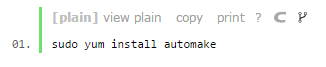 [plain] view plain copy print ?
01. sudo yum install automake